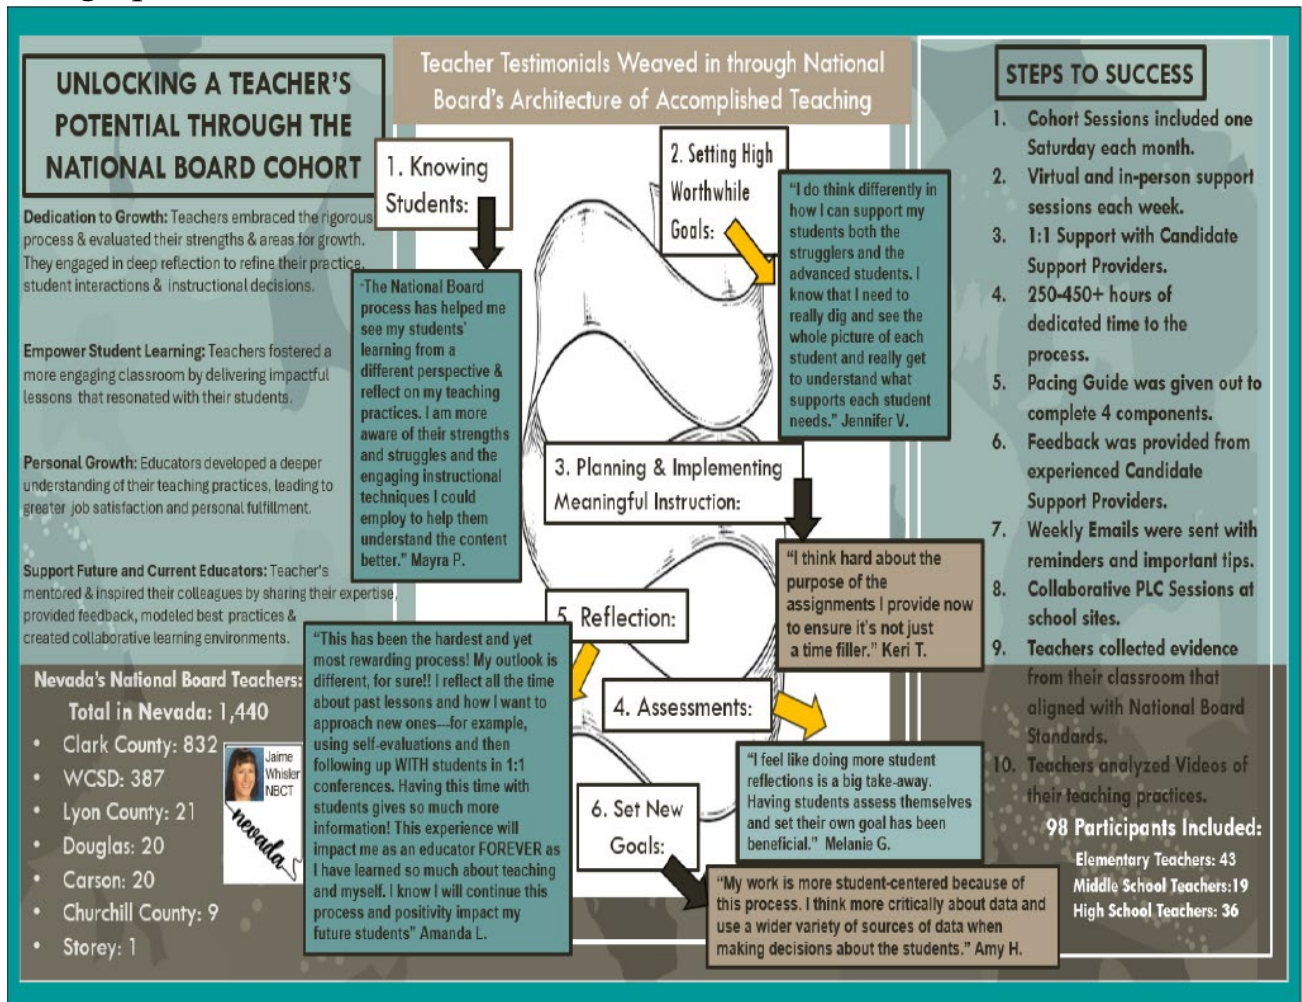 UNLOCKING A TEACHER'S
POTENTIAL THROUGH THE
NATIONAL BOARD COHORT
Dedication to Growth: Teachers embraced the rigorous
process & evaluated their strengths & areas for growth.
They engaged in deep reflection to refine their practice,
student interactions & instructional decisions.
Empower Student Learning: Teachers fostered a
more engaging classroom by delivering impactful
lessons that resonated with their students.
Personal Growth: Educators developed a deeper
understanding of their teaching practices, leading to
greater job satisfaction and personal fulfillment.
Support Future and Current Educators: Teacher's
mentored & inspired their colleagues by sharing their expertise,
provided feedback, modeled best practices &
created collaborative learning environments.
Nevada's National Board Teachers:
Total in Nevada: 1,440
• Clark County: 832
• WCSD: 387
• Lyon County: 21
• Douglas: 20
• Carson: 20
• Churchill County: 9
• Storey: 1
Jaime
Whisler
NBCT
nevada
Teacher Testimonials Weaved in through National
Board's Architecture of Accomplished Teaching
1. Knowing
Students:
"The National Board
process has helped me
see my students'
learning from a
different perspective &
reflect on my teaching
practices. I am more
aware of their strengths
and struggles and the
engaging instructional
techniques I could
employ to help them
understand the content
better." Mayra P.
2. Setting High
Worthwhile
Goals:
"I do think differently in
how I can support my
students both the
strugglers and the
advanced students. I
know that I need to
really dig and see the
whole picture of each
student and really get
to understand what
supports each student
needs." Jennifer V.
3. Planning & Implementing
Meaningful Instruction:
"I think hard about the
purpose of the
assignments I provide now
to ensure it's not just
a time filler." Keri T.
5. Reflection:
"This has been the hardest and yet
most rewarding process! My outlook is
different, for sure!! I reflect all the time
about past lessons and how I want to
approach new ones---for example,
using self-evaluations and then
following up WITH students in 1:1
conferences. Having this time with
students gives so much more
information! This experience will
impact me as an educator FOREVER as
I have learned so much about teaching
and myself. I know I will continue this
process and positivity impact my
future students" Amanda L.
4. Assessments:
"I feel like doing more student
reflections is a big take-away.
Having students assess themselves
and set their own goal has been
beneficial." Melanie G.
6. Set New
Goals:
"My work is more student-centered because of
this process. I think more critically about data and
use a wider variety of sources of data when
making decisions about the students." Amy H.
STEPS TO SUCCESS
1. Cohort Sessions included one
Saturday each month.
2. Virtual and in-person support
sessions each week.
3. 1:1 Support with Candidate
Support Providers.
4. 250-450+ hours of
dedicated time to the
process.
5. Pacing Guide was given out to
complete 4 components.
6. Feedback was provided from
experienced Candidate
Support Providers.
7. Weekly Emails were sent with
reminders and important tips.
8. Collaborative PLC Sessions at
school sites.
9. Teachers collected evidence
from their classroom that
aligned with National Board
Standards.
10. Teachers analyzed Videos of
their teaching practices.
98 Participants Included:
Elementary Teachers: 43
Middle School Teachers:19
High School Teachers: 36